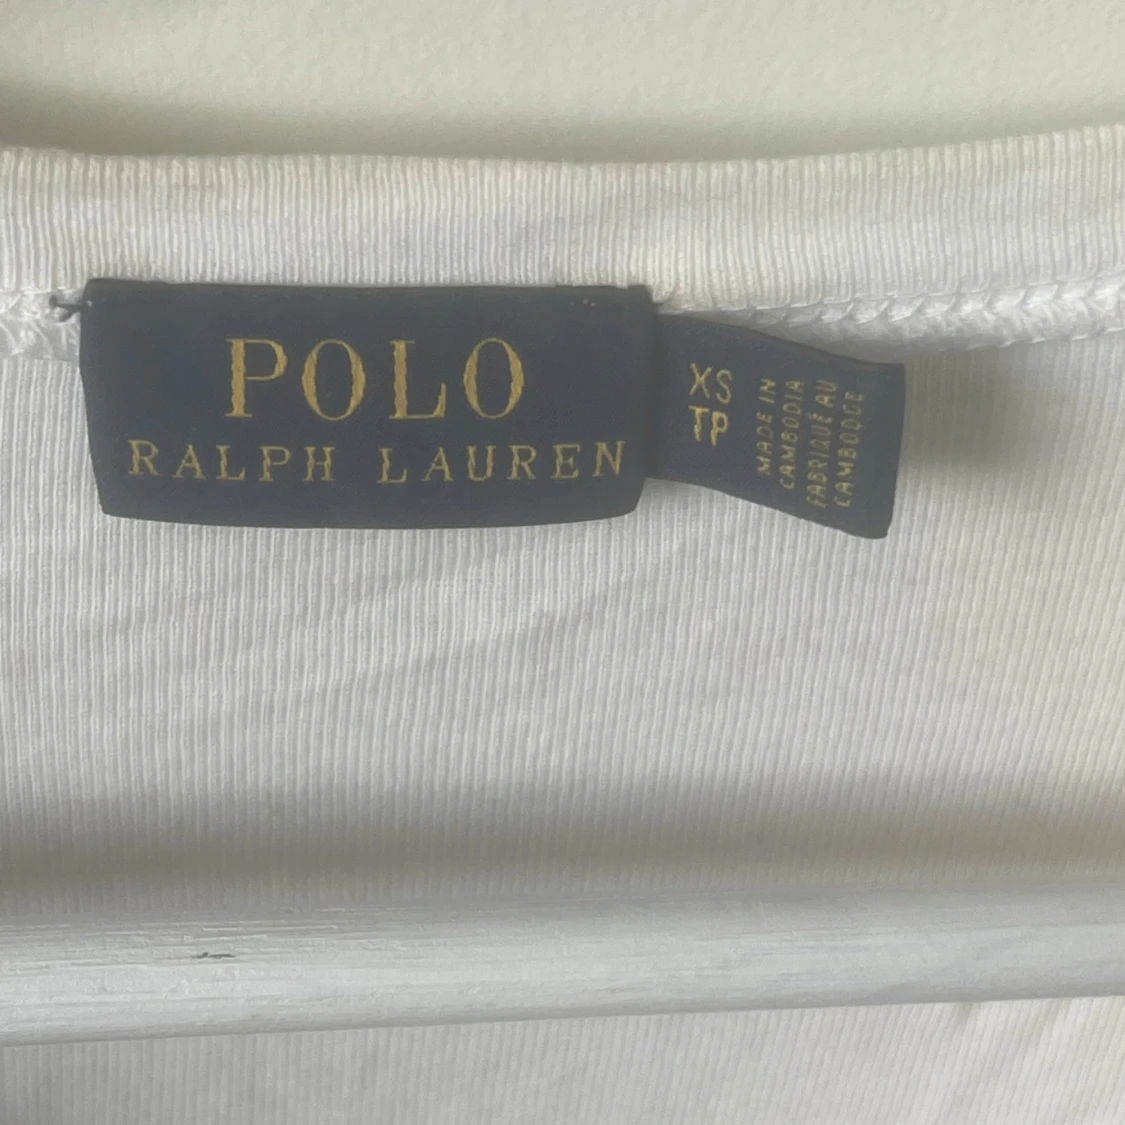 POLO
RALPH LAUREN
XS
TP
MADE IN
CAMBODIA
FABRIQUÉ AU
CAMBODGE